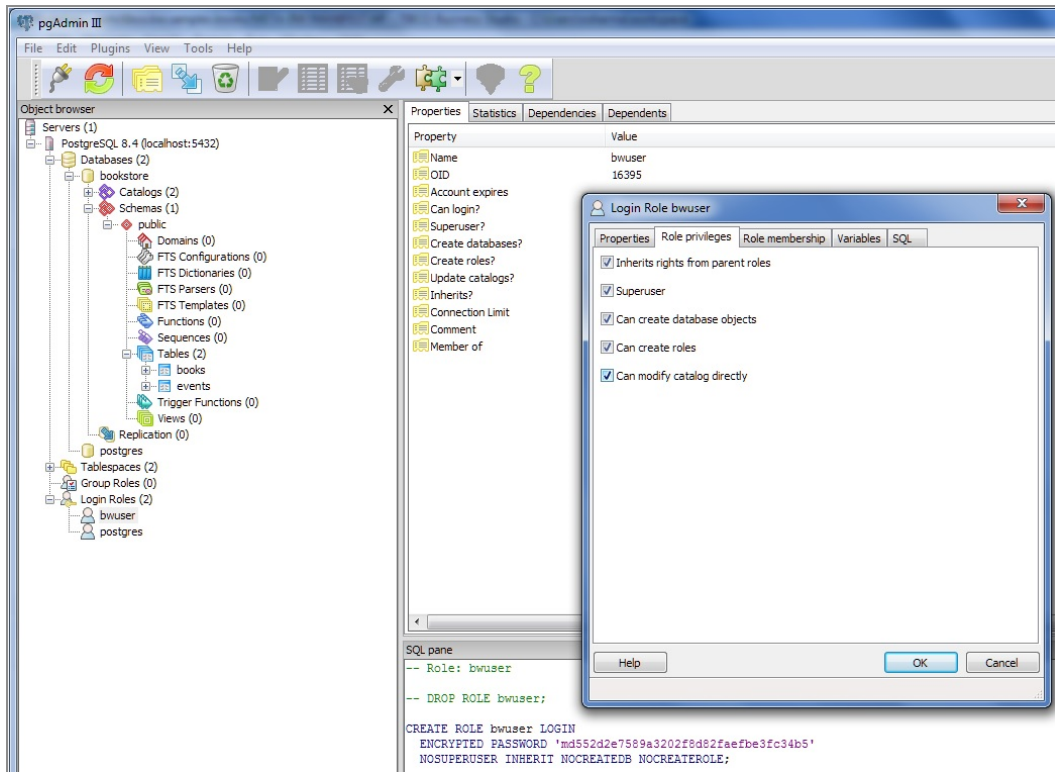 pgAdmin III
File Edit Plugins View Tools Help
Object browser
Servers (1)
PostgreSQL 8.4 (localhost:5432)
Databases (2)
bookstore
Catalogs (2)
Schemas (1)
public
Domains (0)
FTS Configurations (0)
FTS Dictionaries (0)
FTS Parsers (0)
FTS Templates (0)
Functions (0)
Sequences (0)
Tables (2)
books
events
Trigger Functions (0)
Views (0)
Replication (0)
postgres
Tablespaces (2)
Group Roles (0)
Login Roles (2)
bwuser
postgres
Properties Statistics Dependencies Dependents
Property Value
Name bwuser
OID 16395
Account expires
Can login?
Superuser?
Create databases?
Create roles?
Update catalogs?
Inherits?
Connection Limit
Comment
Member of
SQL pane
-- Role: bwuser
-- DROP ROLE bwuser;
CREATE ROLE bwuser LOGIN
ENCRYPTED PASSWORD 'md552d2e7589a3202f8d82faefbe3fc34b5'
NOSUPERUSER INHERIT NOCREATEDB NOCREATEROLE;
Login Role bwuser
Properties Role privileges Role membership Variables SQL
Inherits rights from parent roles
Superuser
Can create database objects
Can create roles
Can modify catalog directly
Help OK Cancel